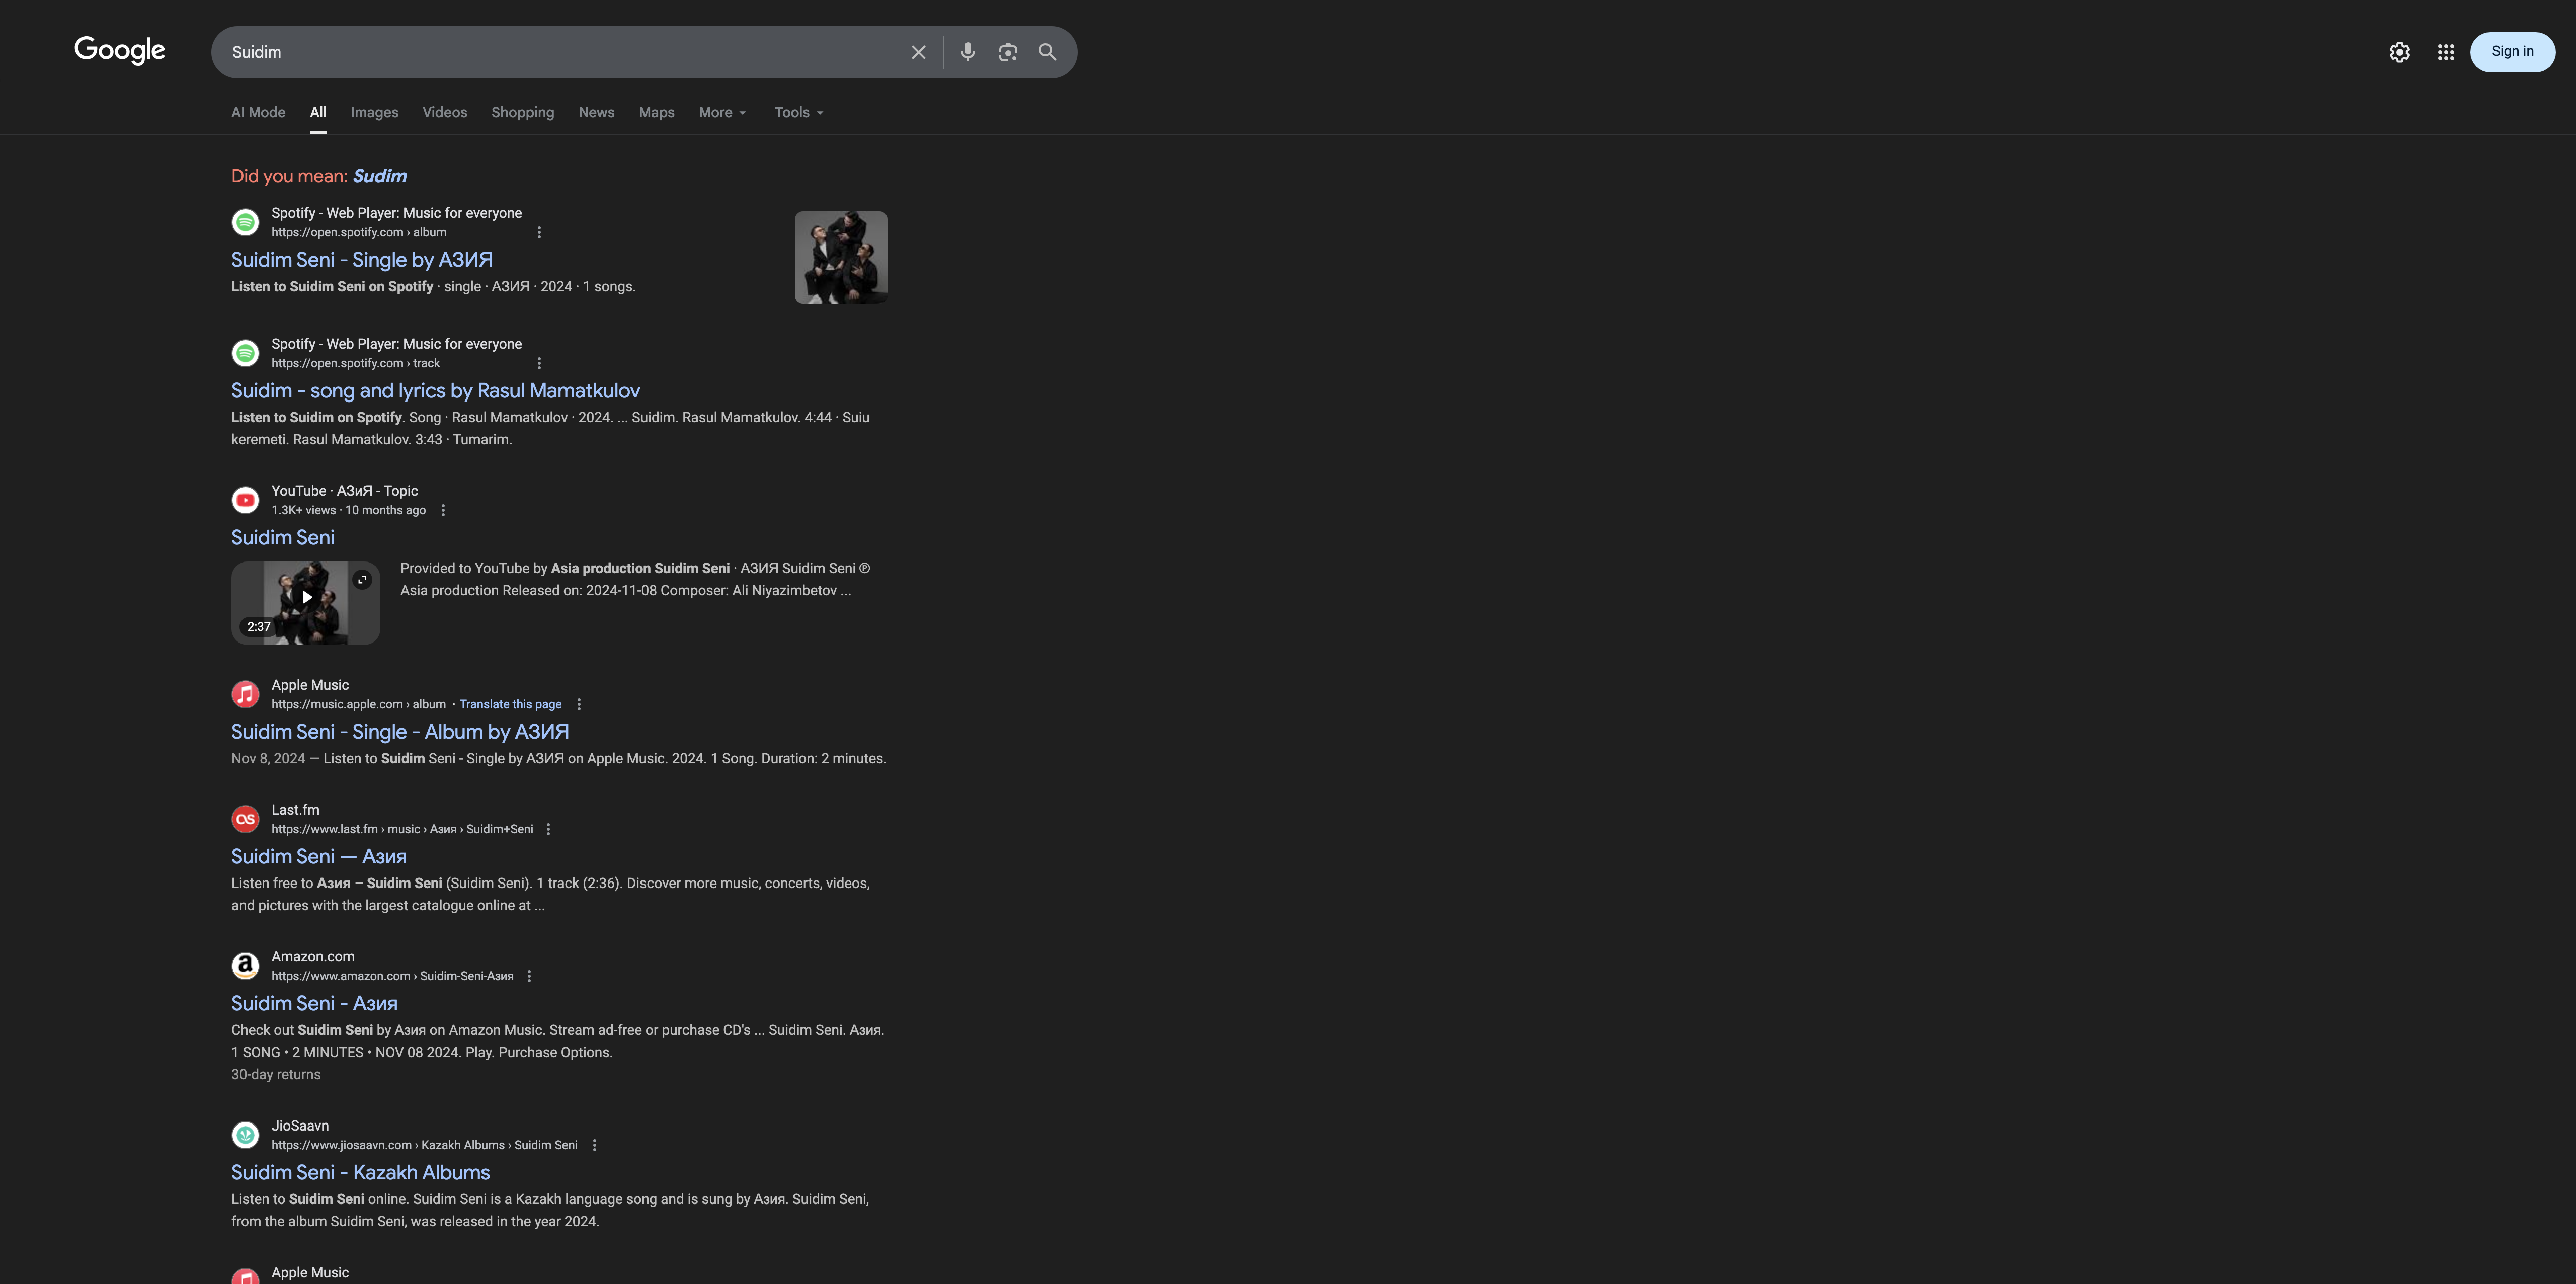 Google
Suidim
Sign in
AI Mode All Images Videos Shopping News Maps More Tools
Did you mean: Sudim
Spotify - Web Player: Music for everyone
https://open.spotify.com › album
Suidim Seni - Single by АЗИЯ
Listen to Suidim Seni on Spotify · single · АЗИЯ · 2024 · 1 songs.
Spotify - Web Player: Music for everyone
https://open.spotify.com › track
Suidim - song and lyrics by Rasul Mamatkulov
Listen to Suidim on Spotify. Song · Rasul Mamatkulov · 2024. ... Suidim. Rasul Mamatkulov. 4:44 · Suiu
keremeti. Rasul Mamatkulov. 3:43 · Tumarim.
YouTube · АЗиЯ - Topic
1.3K+ views · 10 months ago
Suidim Seni
2:37
Provided to YouTube by Asia production Suidim Seni · АЗИЯ Suidim Seni ℗
Asia production Released on: 2024-11-08 Composer: Ali Niyazimbetov ...
Apple Music
https://music.apple.com › album · Translate this page
Suidim Seni - Single - Album by АЗИЯ
Nov 8, 2024 — Listen to Suidim Seni - Single by АЗИЯ on Apple Music. 2024. 1 Song. Duration: 2 minutes.
Last.fm
https://www.last.fm › music › Азия › Suidim+Seni
Suidim Seni — Азия
Listen free to Азия – Suidim Seni (Suidim Seni). 1 track (2:36). Discover more music, concerts, videos,
and pictures with the largest catalogue online at ...
Amazon.com
https://www.amazon.com › Suidim-Seni-Азия
Suidim Seni - Азия
Check out Suidim Seni by Азия on Amazon Music. Stream ad-free or purchase CD's ... Suidim Seni. Азия.
1 SONG • 2 MINUTES • NOV 08 2024. Play. Purchase Options.
30-day returns
JioSaavn
https://www.jiosaavn.com › Kazakh Albums › Suidim Seni
Suidim Seni - Kazakh Albums
Listen to Suidim Seni online. Suidim Seni is a Kazakh language song and is sung by Азия. Suidim Seni,
from the album Suidim Seni, was released in the year 2024.
Apple Music